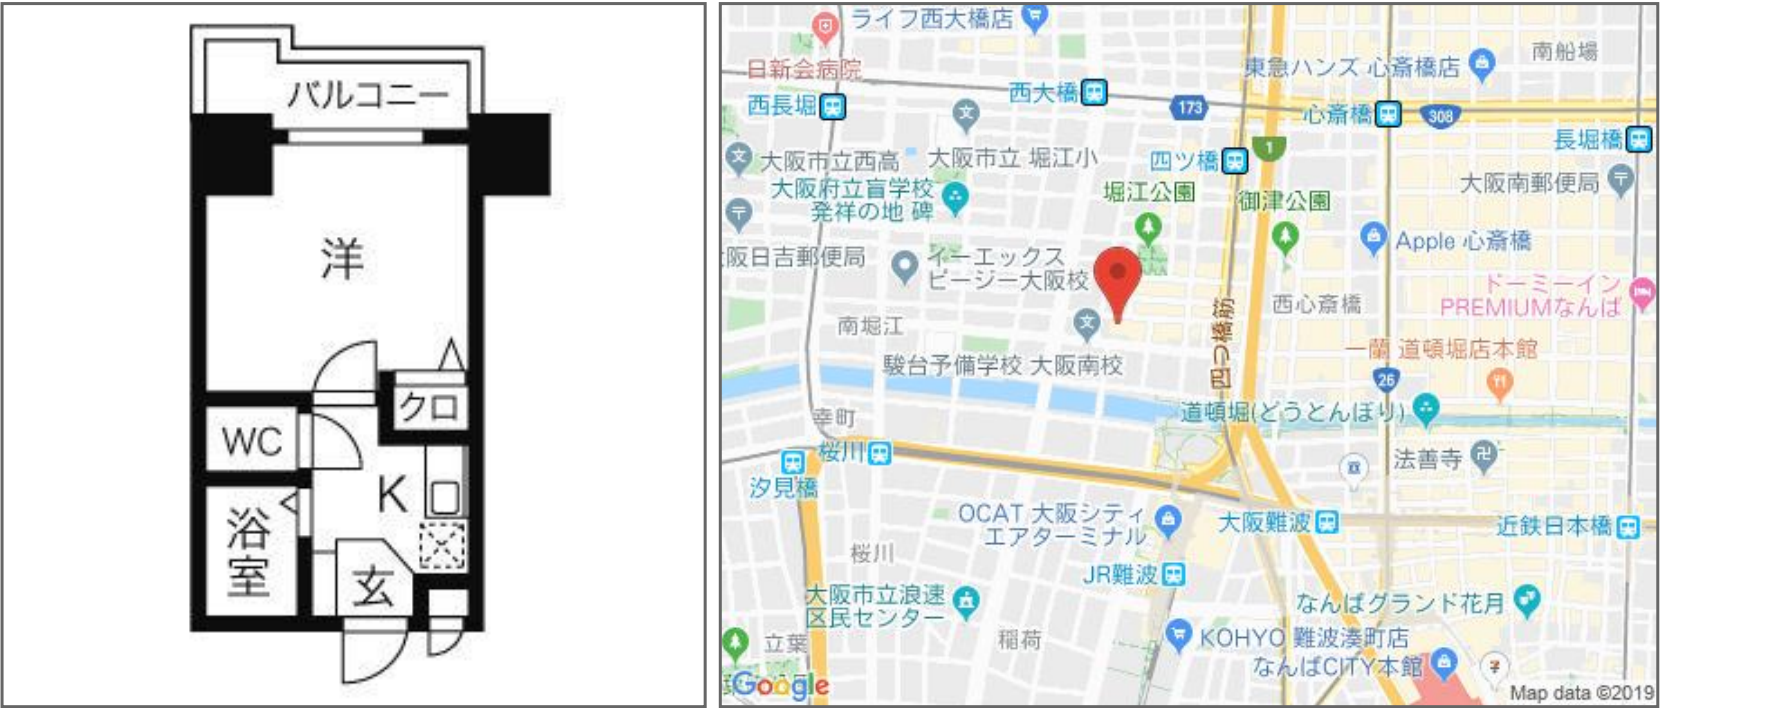 バルコニー
洋
クロ
WC
K
浴
室
玄
ライフ西大橋店
日新会病院
西長堀
西大橋
173
東急ハンズ 心斎橋店
南船場
心斎橋
308
長堀橋
大阪市立西高
大阪市立 堀江小
四ツ橋
1
大阪南郵便局
大阪府立盲学校
発祥の地 碑
堀江公園
御津公園
阪日吉郵便局
イーエックス
ピージー大阪校
Apple 心斎橋
ドーミーイン
PREMIUMなんば
西心斎橋
南堀江
四つ橋筋
駿台予備学校 大阪南校
一蘭 道頓堀店本館
26
道頓堀(どうとんぼり)
幸町
桜川
汐見橋
法善寺
OCAT 大阪シティ
エアターミナル
大阪難波
近鉄日本橋
桜川
JR難波
大阪市立浪速
区民センター
なんばグランド花月
立葉
稲荷
KOHYO 難波湊町店
なんばCITY本館
Google
Map data ©2019